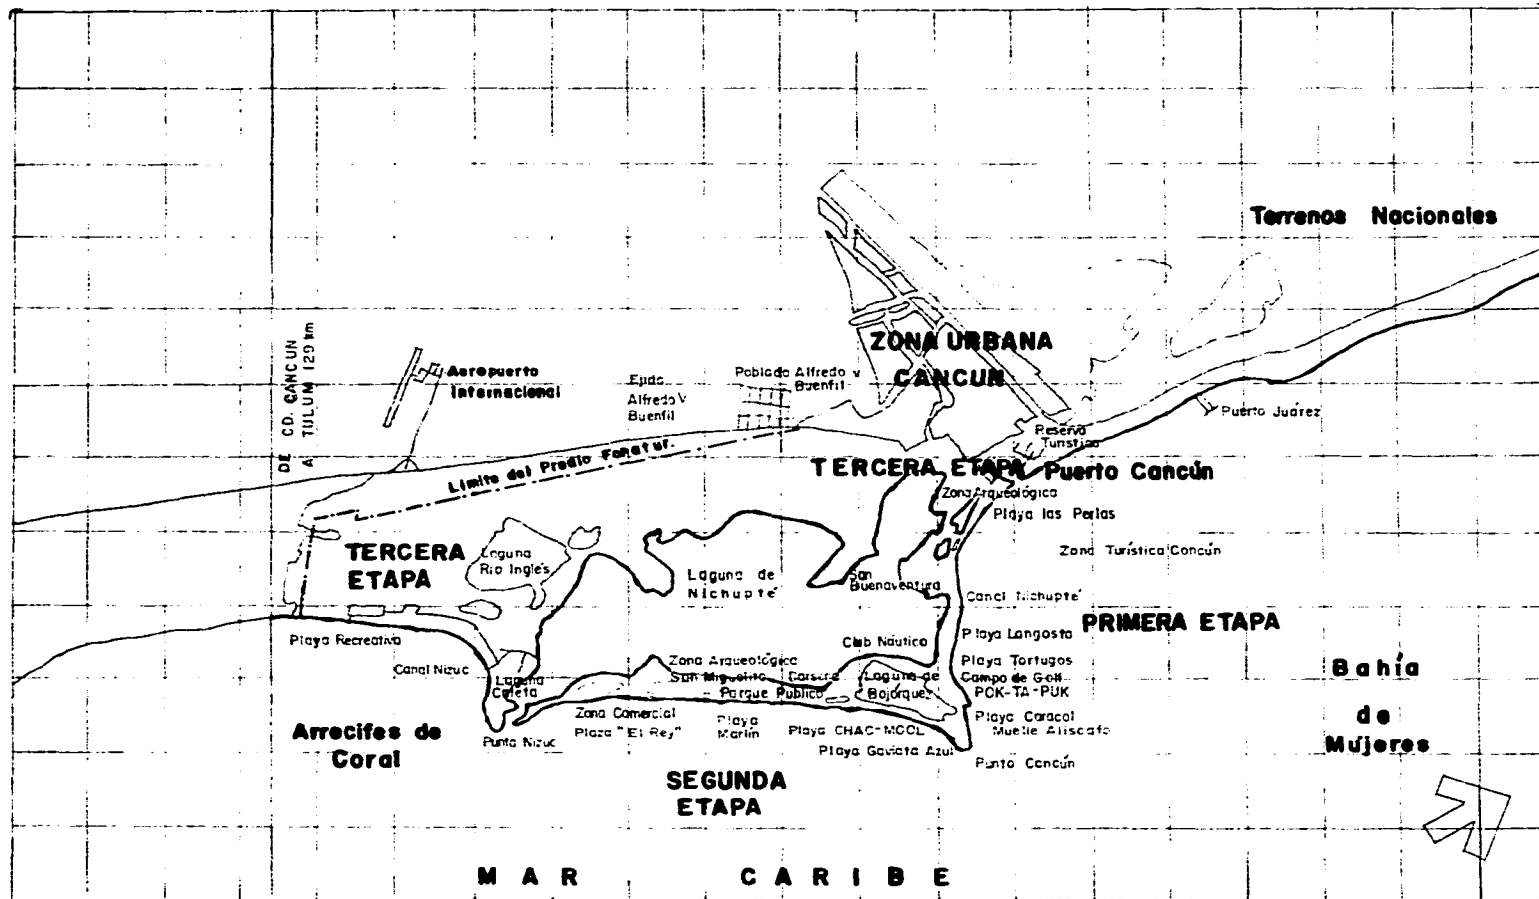 Terrenos Nacionales
ZONA URBANA
CANCUN
DE CD. CANCUN
A TULUM 129 km
Aeropuerto
Internacional
Ejido
Alfredo V
Buenfil
Poblado Alfredo V
Buenfil
Puerto Juárez
Reserva
Turística
Limite del Predio Fonatur.
TERCERA ETAPA
Puerto Cancún
Zona Arqueológica
Playa las Perlas
Zona Turística Cancún
TERCERA
ETAPA
Laguna
Rio Inglés
Laguna de
Nichupté
San
Buenaventura
Canal Nichupté
PRIMERA ETAPA
Playa Recreativa
Club Náutico
Playa Langosta
Canal Nizuc
Laguna
Caleta
Zona Arqueológica
San Miguelito
Parque Publico
Laguna de
Bojorquez
Playa Tortugas
Campo de Golf
POK-TA-PUK
Bahía
de
Mujeres
Arrecifes de
Coral
Punta Nizuc
Zona Comercial
Plaza "El Rey"
Playa
Marlin
Playa CHAC-MOOL
Playa Gaviota Azul
Playa Caracol
Muelle Aliscafo
Punta Cancún
SEGUNDA
ETAPA
MAR CARIBE